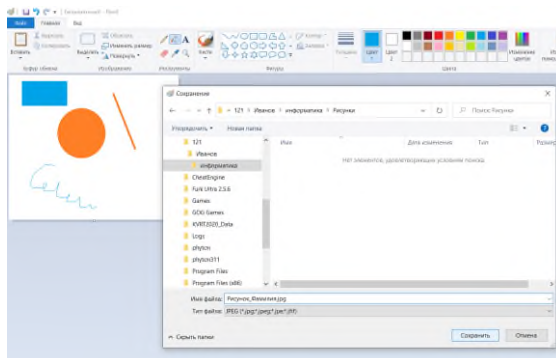 Безымянный - Paint
Файл Главная Вид
Вставить
Вырезать
Копировать
Выделить
Обрезать
Изменить размер
Повернуть
Кисти
Контур
Заливка
Толщина
Цвет 1
Цвет 2
Изменение цветов
Буфер обмена Изображение Инструменты Фигуры Цвета
Сохранение
121 > Иванов > информатика > Рисунки
Поиск: Рисунки
Упорядочить Новая папка
Имя Дата изменения Тип Размер
Нет элементов, удовлетворяющих условиям поиска.
121
Иванов
информатика
CheatEngine
Furk Ultra 2.5.6
Games
GOG Games
KVRT2020_Data
Logs
phyton
phyton311
Program Files
Program Files (x86)
Имя файла: Рисунок_Фамилия.jpg
Тип файла: JPEG (*.jpg;*.jpeg;*.jpe;*.jfif)
Скрыть папки
Сохранить Отмена